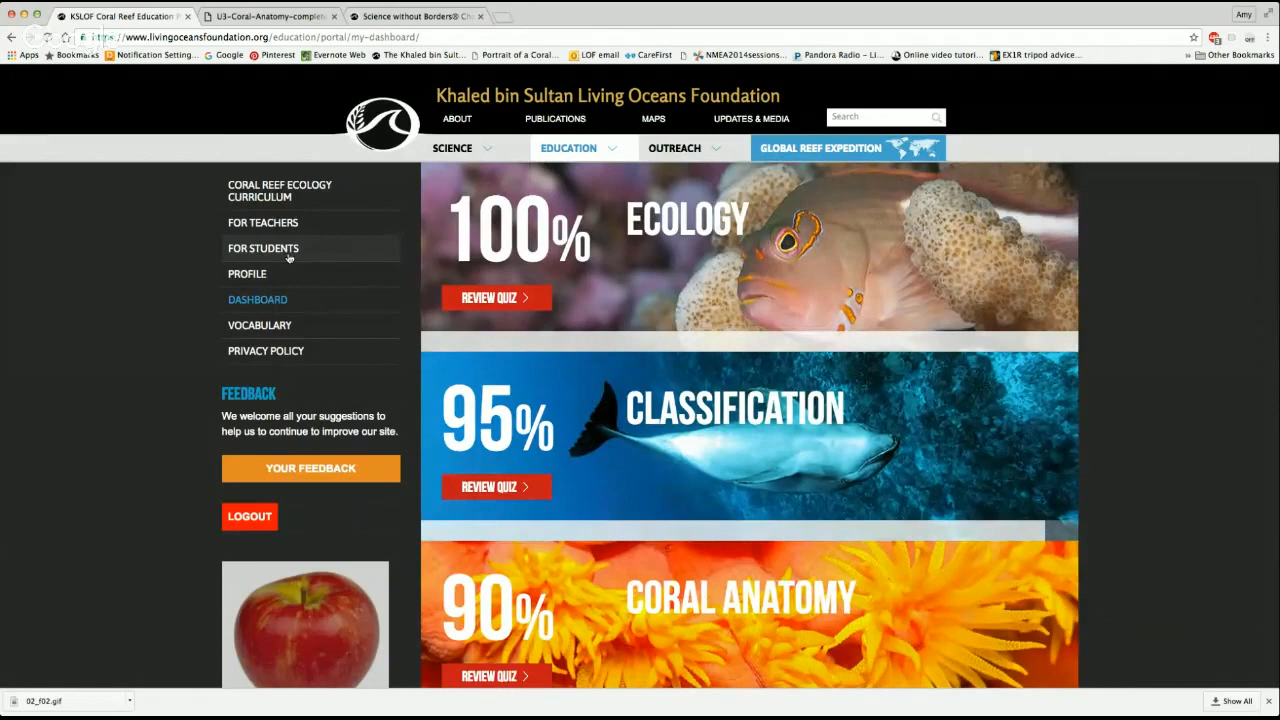 KSLOF Coral Reef Education P
U3-Coral-Anatomy-complen
Science without Borders® Ch
Amy
https://www.livingoceansfoundation.org/education/portal/my-dashboard/
Apps
Bookmarks
Notification Setting...
Google
Pinterest
Evernote Web
The Khaled bin Sult...
Portrait of a Coral...
LOF email
CareFirst
NMEA2014sessions...
Pandora Radio - Li...
Online video tutori...
EX1R tripod advice...
» Other Bookmarks
Khaled bin Sultan Living Oceans Foundation
ABOUT
PUBLICATIONS
MAPS
UPDATES & MEDIA
Search
SCIENCE
EDUCATION
OUTREACH
GLOBAL REEF EXPEDITION
CORAL REEF ECOLOGY
CURRICULUM
FOR TEACHERS
FOR STUDENTS
PROFILE
DASHBOARD
VOCABULARY
PRIVACY POLICY
FEEDBACK
We welcome all your suggestions to
help us to continue to improve our site.
YOUR FEEDBACK
LOGOUT
100%
ECOLOGY
REVIEW QUIZ
95%
CLASSIFICATION
REVIEW QUIZ
90%
CORAL ANATOMY
REVIEW QUIZ
02_f02.gif
Show All